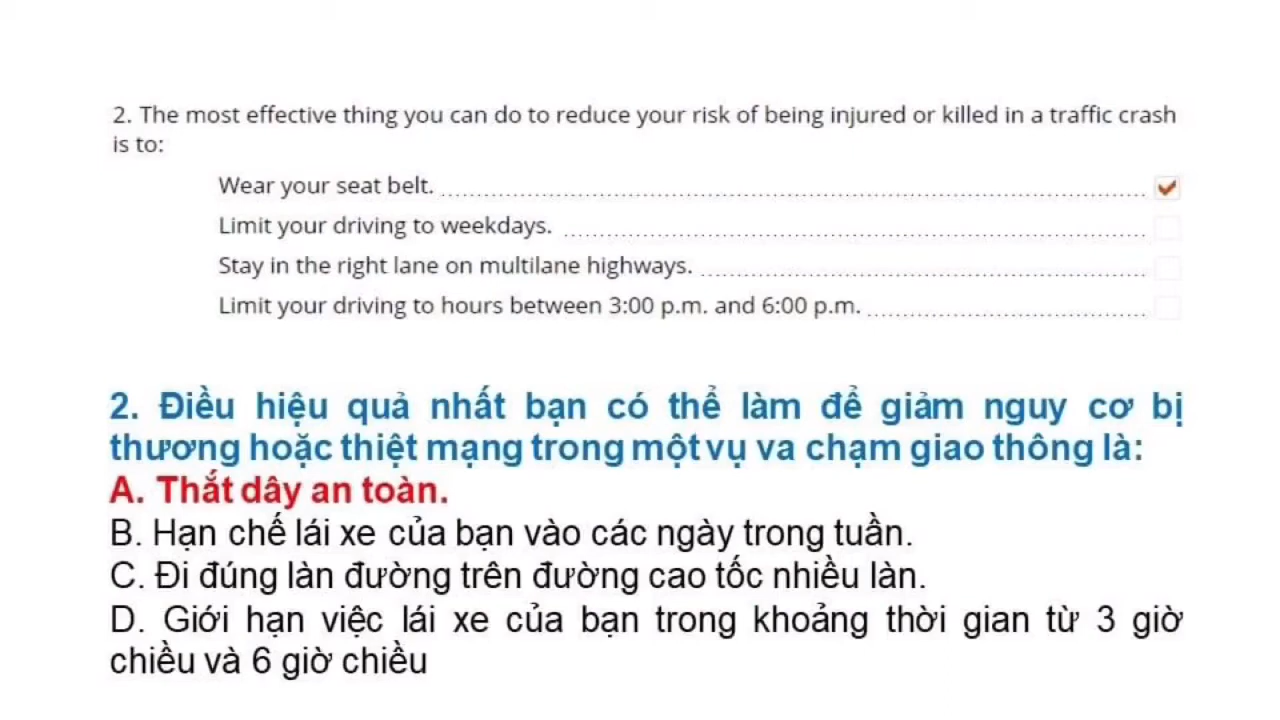 2. The most effective thing you can do to reduce your risk of being injured or killed in a traffic crash
is to:
Wear your seat belt.
Limit your driving to weekdays.
Stay in the right lane on multilane highways.
Limit your driving to hours between 3:00 p.m. and 6:00 p.m.
2. Điều hiệu quả nhất bạn có thể làm để giảm nguy cơ bị
thương hoặc thiệt mạng trong một vụ va chạm giao thông là:
A. Thắt dây an toàn.
B. Hạn chế lái xe của bạn vào các ngày trong tuần.
C. Đi đúng làn đường trên đường cao tốc nhiều làn.
D. Giới hạn việc lái xe của bạn trong khoảng thời gian từ 3 giờ
chiều và 6 giờ chiều